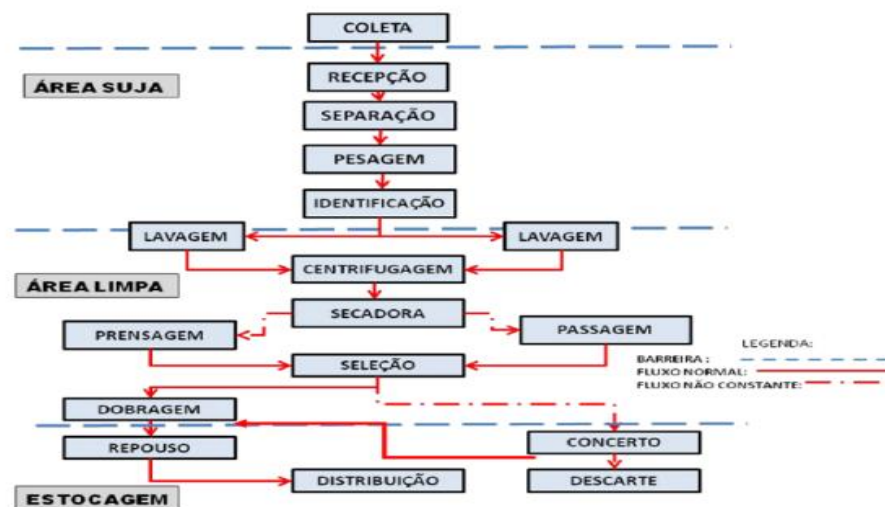 COLETA
ÁREA SUJA
RECEPÇÃO
SEPARAÇÃO
PESAGEM
IDENTIFICAÇÃO
LAVAGEM
LAVAGEM
ÁREA LIMPA
CENTRIFUGAGEM
SECADORA
PRENSAGEM
PASSAGEM
SELEÇÃO
LEGENDA:
BARREIRA :
FLUXO NORMAL:
FLUXO NÃO CONSTANTE:
DOBRAGEM
REPOUSO
CONCERTO
DISTRIBUIÇÃO
DESCARTE
ESTOCAGEM